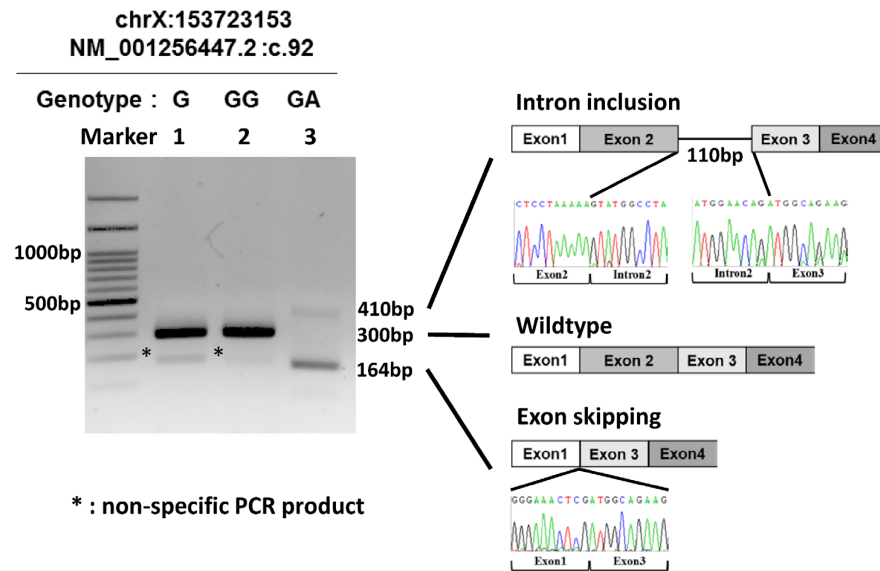 chrX:153723153
NM_001256447.2:c.92
Genotype : G GG GA
Marker 1 2 3
1000bp
500bp
*
*
410bp
300bp
164bp
* : non-specific PCR product
Intron inclusion
Exon1 Exon 2 Exon 3 Exon4
110bp
CTCCTAAAAAGTATGGCCTA ATGGAACAGATGGCAGAAG
Exon2 Intron2 Intron2 Exon3
Wildtype
Exon1 Exon 2 Exon 3 Exon4
Exon skipping
Exon1 Exon 3 Exon4
GGGAAACTCGATGGCAGAAG
Exon1 Exon3